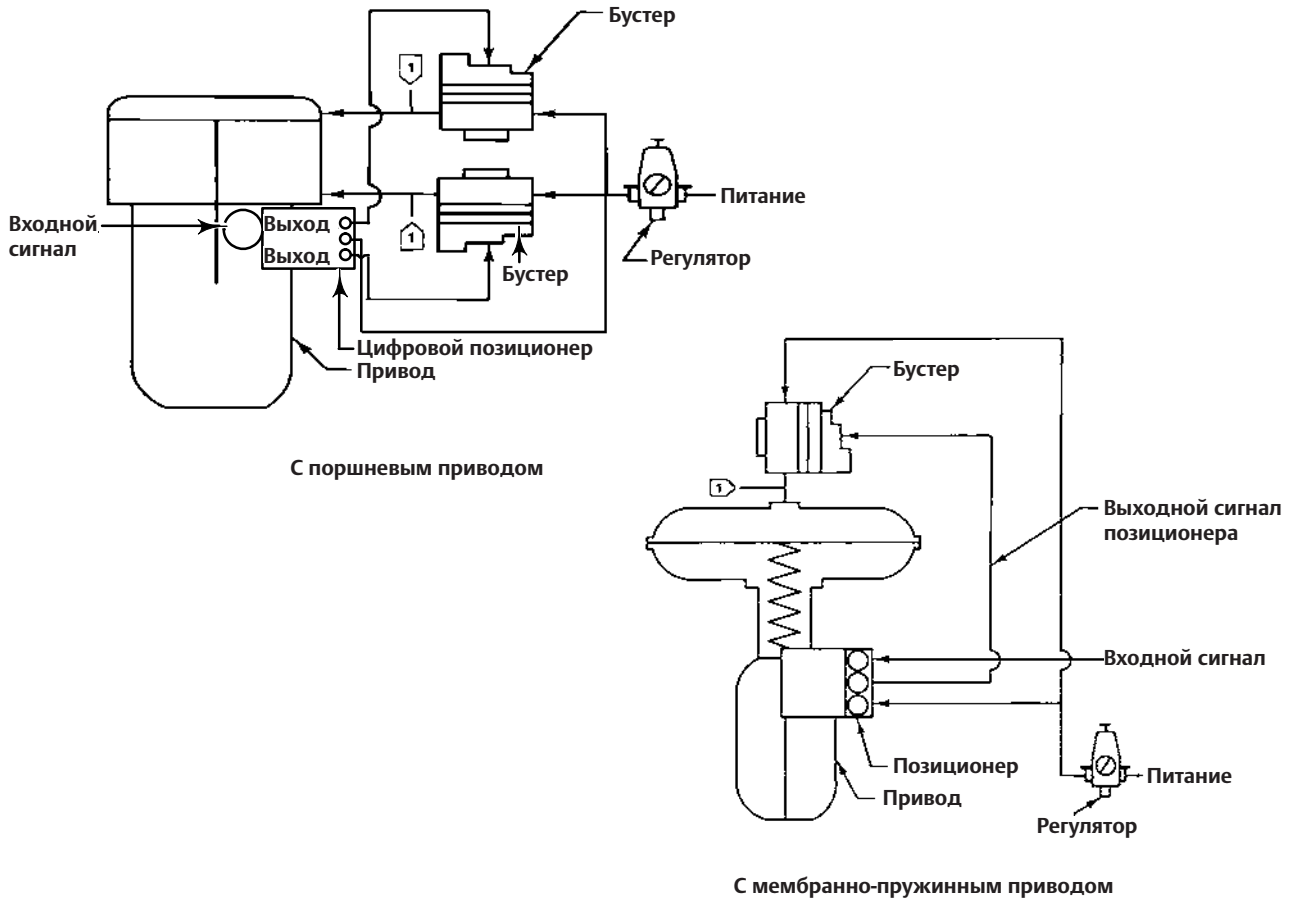 Бустер
1
Питание
Входной
сигнал
Выход
Выход
1
Бустер
Регулятор
Цифровой позиционер
Привод
С поршневым приводом
Бустер
1
Выходной сигнал
позиционера
Входной сигнал
Позиционер
Привод
Питание
Регулятор
С мембранно-пружинным приводом